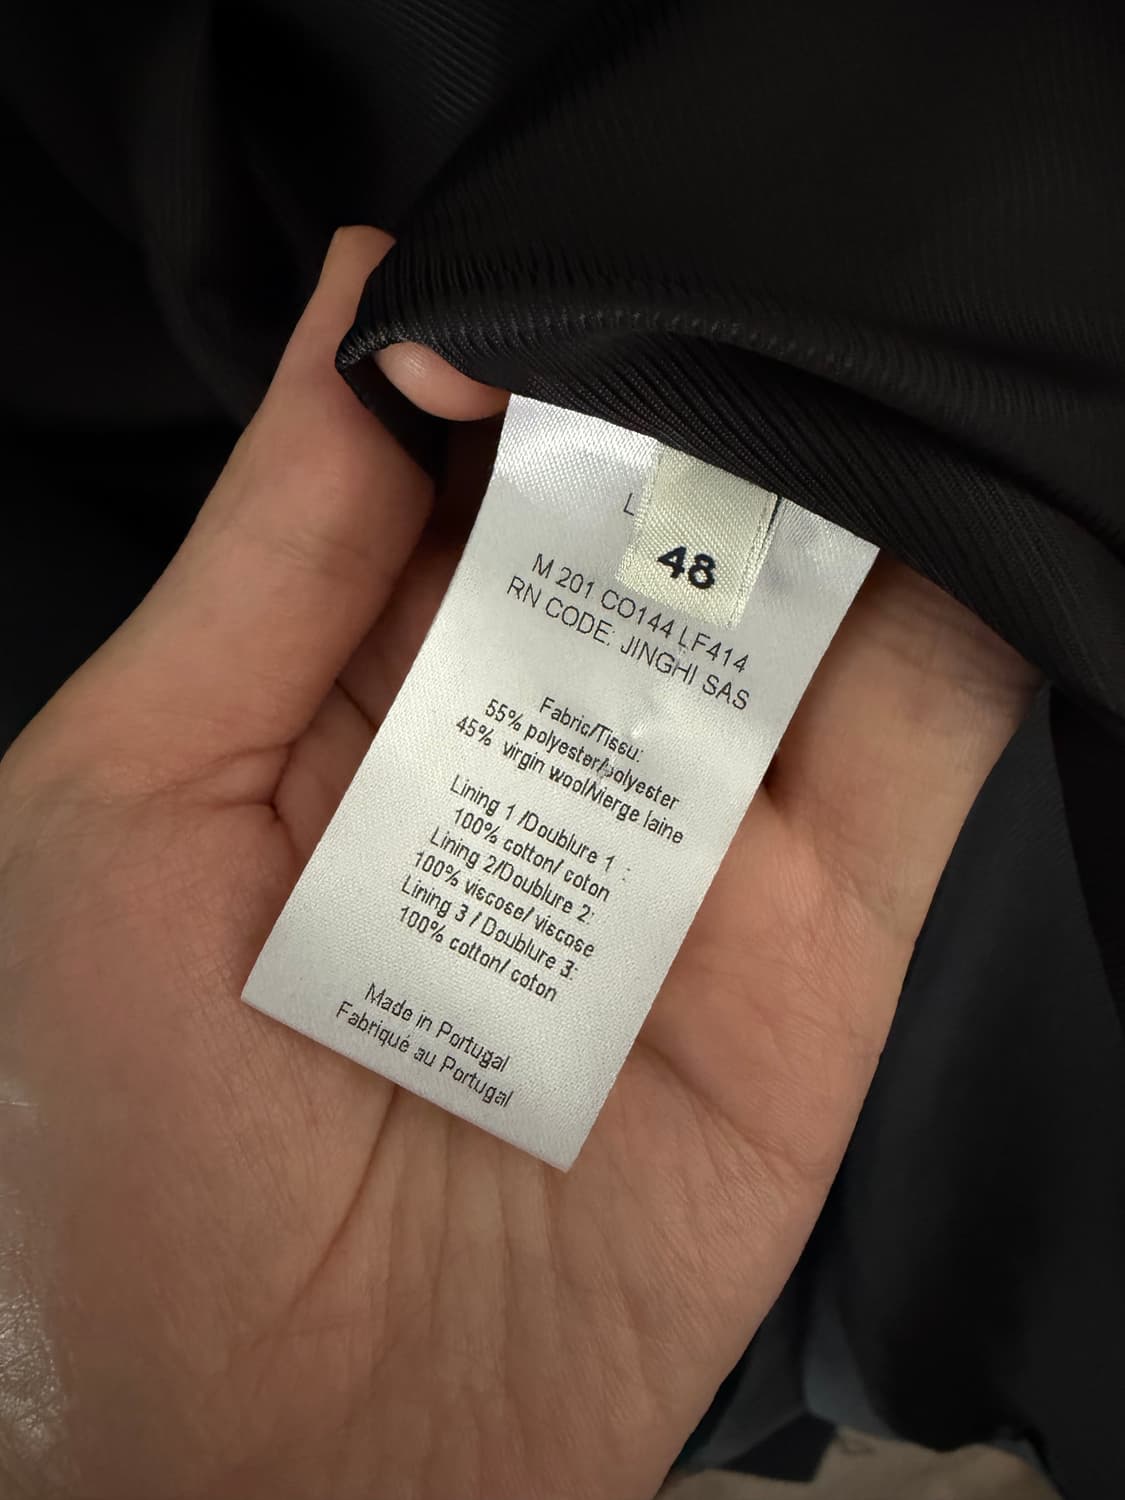 L
48
M 201 CO144 LF414
RN CODE: JINGHI SAS
Fabric/Tissu:
55% polyester/polyester
45% virgin wool/vierge laine
Lining 1 /Doublure 1 :
100% cotton/ coton
Lining 2/Doublure 2:
100% viscose/ viscose
Lining 3 / Doublure 3:
100% cotton/ coton
Made in Portugal
Fabriqué au Portugal